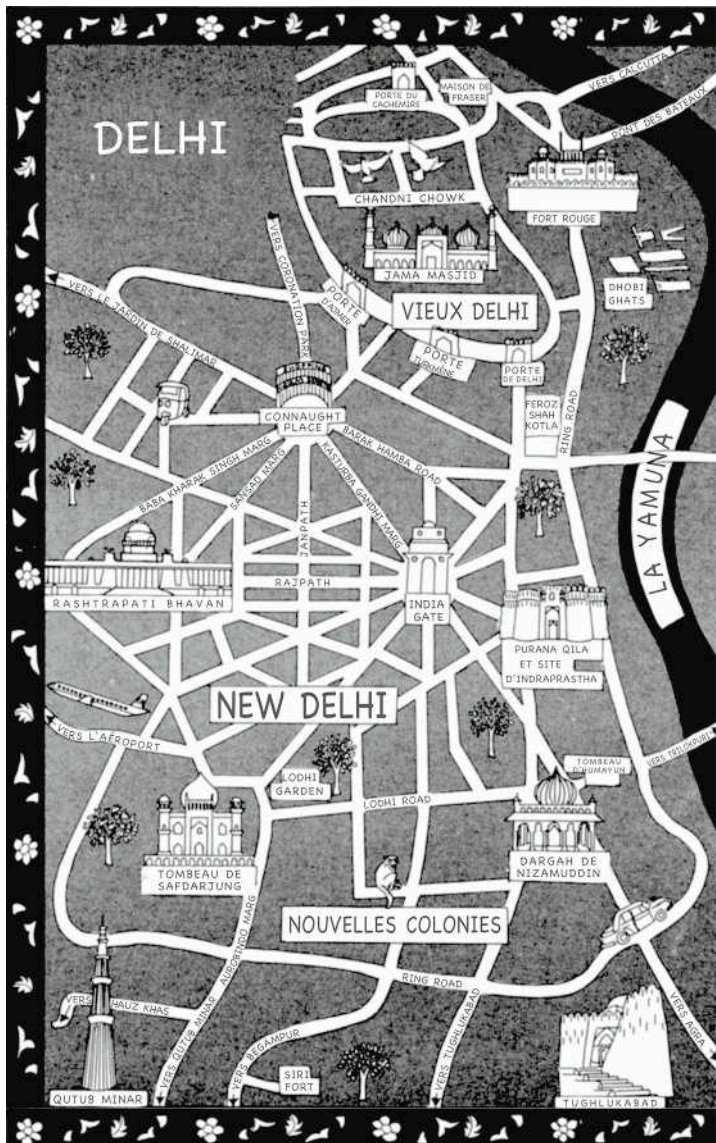 VERS CALCUTTA
PORTE DU
CACHEMIRE
MAISON DE
FRASER
PONT DES BATEAUX
DELHI
CHANDNI CHOWK
FORT ROUGE
VERS CORONATION PARK
JAMA MASJID
DHOBI
GHATS
VERS LE JARDIN DE SHALIMAR
PORTE
D'AJMER
VIEUX DELHI
PORTE
TURKMÈNE
PORTE
DE DELHI
CONNAUGHT
PLACE
FEROZ
SHAH
KOTLA
RING ROAD
BARAK HAMBA ROAD
BABA KHARAK SINGH MARG
SANSAD MARG
KASTURBA GANDHI MARG
JANPATH
LA YAMUNA
RAJPATH
RASHTRAPATI BHAVAN
INDIA
GATE
PURANA QILA
ET SITE
D'INDRAPRASTHA
NEW DELHI
VERS L'AÉROPORT
VERS TRILOKPURI
TOMBEAU
D'HUMAYUN
LODHI
GARDEN
LODHI ROAD
TOMBEAU DE
SAFDARJUNG
DARGAH DE
NIZAMUDDIN
NOUVELLES COLONIES
AUROBINDO MARG
RING ROAD
VERS HAUZ KHAS
VERS QUTUB MINAR
VERS BEGAMPUR
VERS TUGHLUKABAD
VERS AGRA
SIRI
FORT
QUTUB MINAR
TUGHLUKABAD